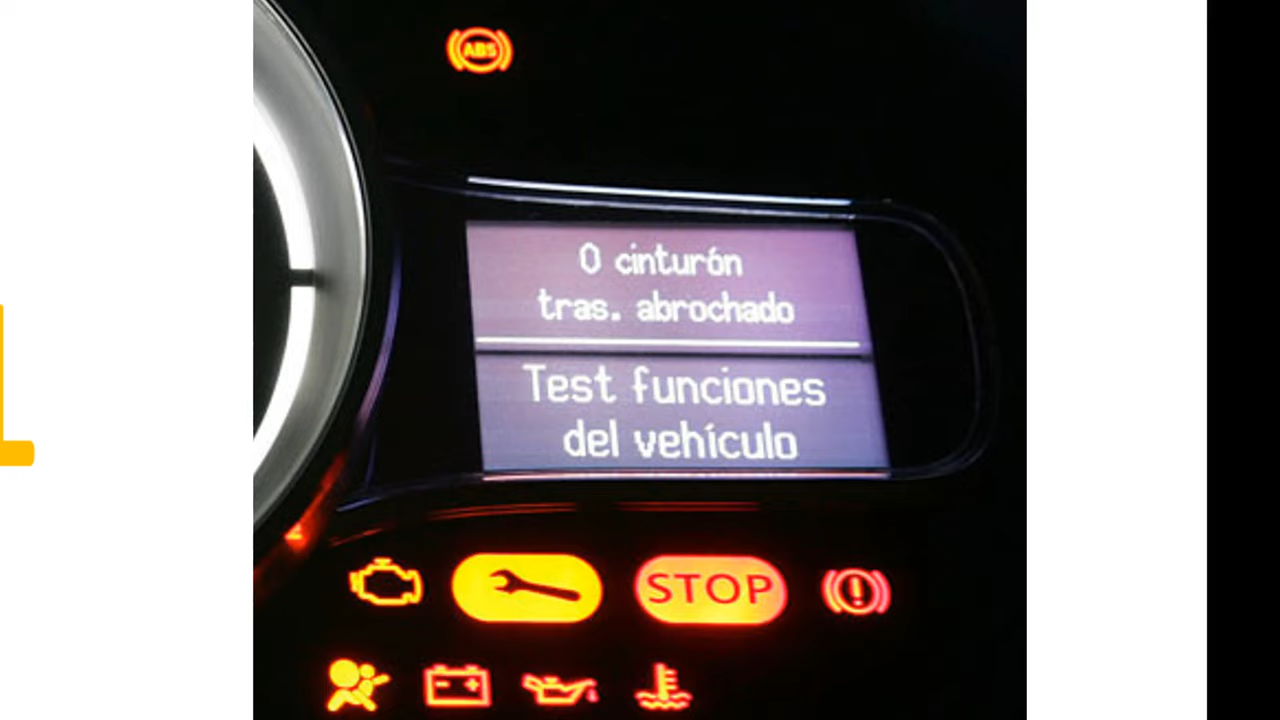 ABS
0 cinturón
tras. abrochado
Test funciones
del vehículo
STOP